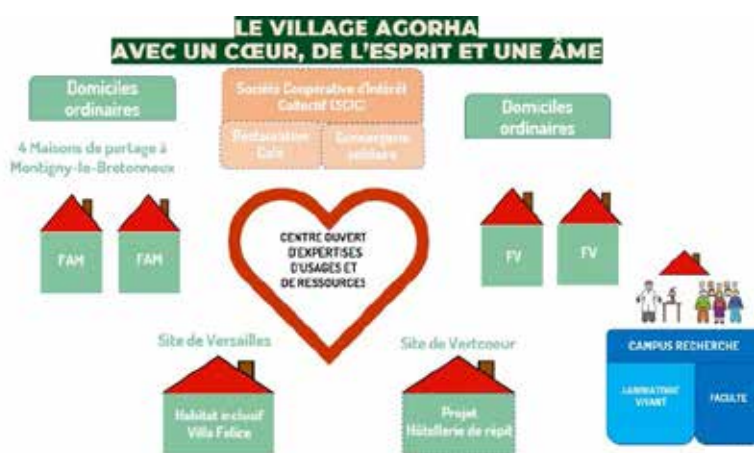 LE VILLAGE AGORHA
AVEC UN CŒUR, DE L'ESPRIT ET UNE ÂME
Domiciles
ordinaires
Société Coopérative d'Intérêt
Collectif (SCIC)
Restauration
Café
Conciergerie
solidaire
Domiciles
ordinaires
4 Maisons de partage à
Montigny-le-Bretonneux
FAM
FAM
CENTRE OUVERT
D'EXPERTISES
D'USAGES ET
DE RESSOURCES
FV
FV
Site de Versailles
Habitat inclusif
Villa Felice
Site de Vertcoeur
Projet
Hôtellerie de répit
CAMPUS RECHERCHE
LABORATOIRE
VIVANT
FACULTE